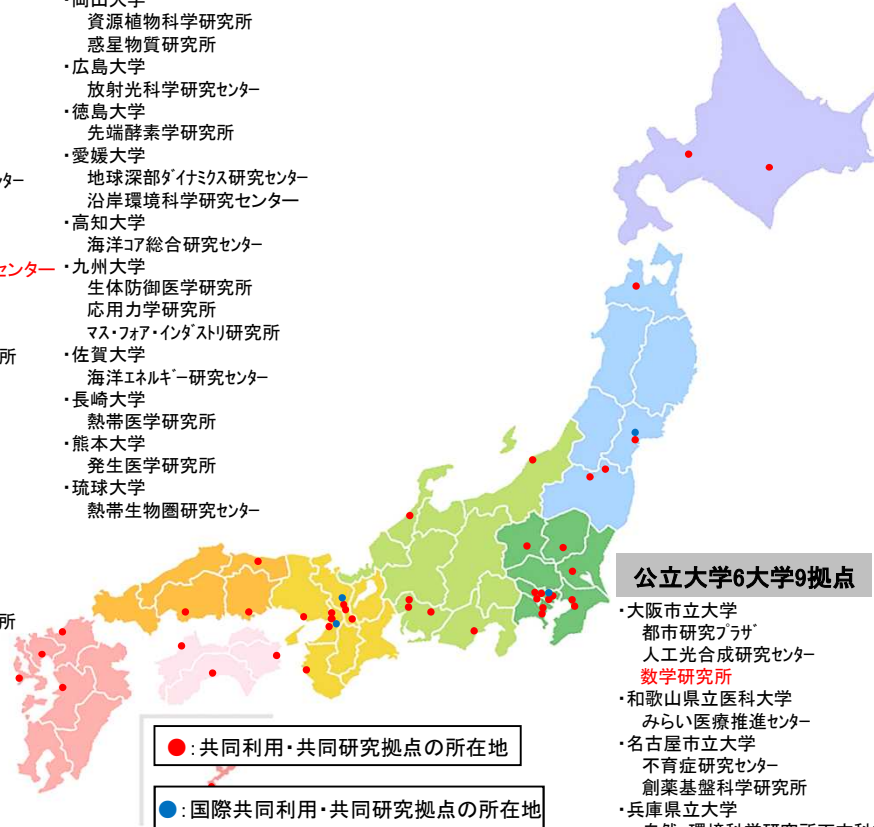 資源植物科学研究所
惑星物質研究所
・広島大学
放射光科学研究センター
・徳島大学
先端酵素学研究所
・愛媛大学
地球深部ダイナミクス研究センター
沿岸環境科学研究センター
・高知大学
海洋コア総合研究センター
センター
・九州大学
生体防御医学研究所
応用力学研究所
マス・フォア・インダストリ研究所
所
・佐賀大学
海洋エネルギー研究センター
・長崎大学
熱帯医学研究所
・熊本大学
発生医学研究所
・琉球大学
熱帯生物圏研究センター
所
●:共同利用・共同研究拠点の所在地
●:国際共同利用・共同研究拠点の所在地
公立大学6大学9拠点
・大阪市立大学
都市研究プラザ
人工光合成研究センター
数学研究所
・和歌山県立医科大学
みらい医療推進センター
・名古屋市立大学
不育症研究センター
創薬基盤科学研究所
・兵庫県立大学